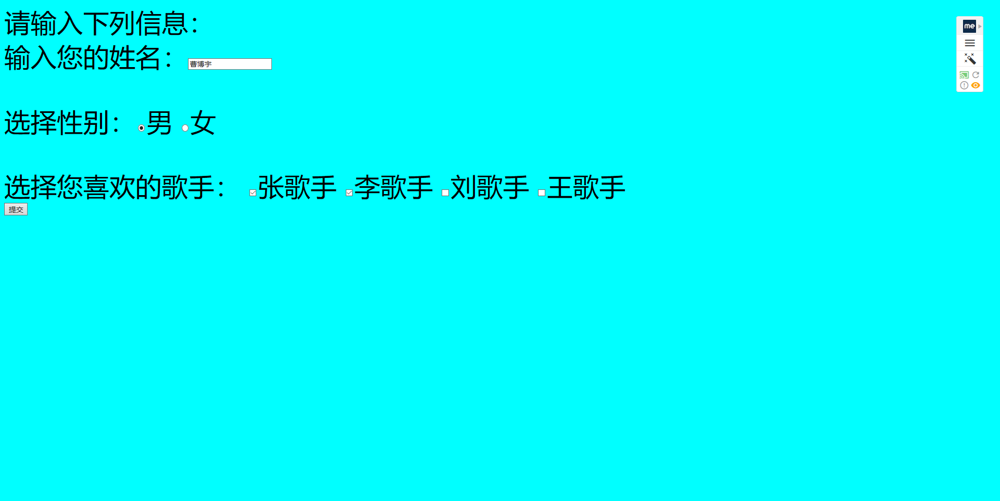 请输入下列信息：
输入您的姓名： 曹博宇
选择性别： 男 女
选择您喜欢的歌手： 张歌手 李歌手 刘歌手 王歌手
提交
me